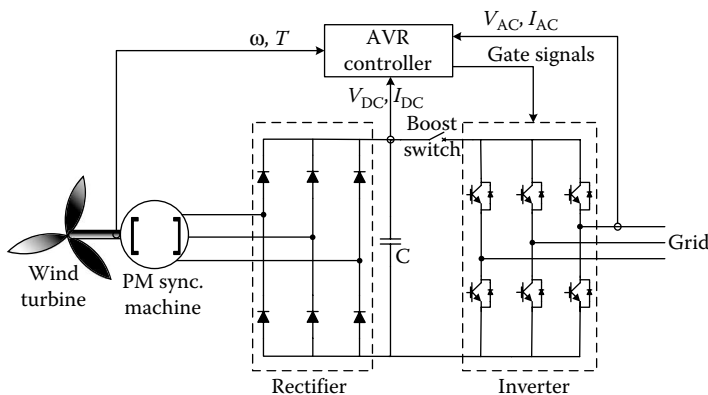 V_AC, I_AC
ω, T
AVR
controller
Gate signals
V_DC, I_DC
Boost
switch
Wind
turbine
PM sync.
machine
C
Grid
Rectifier
Inverter